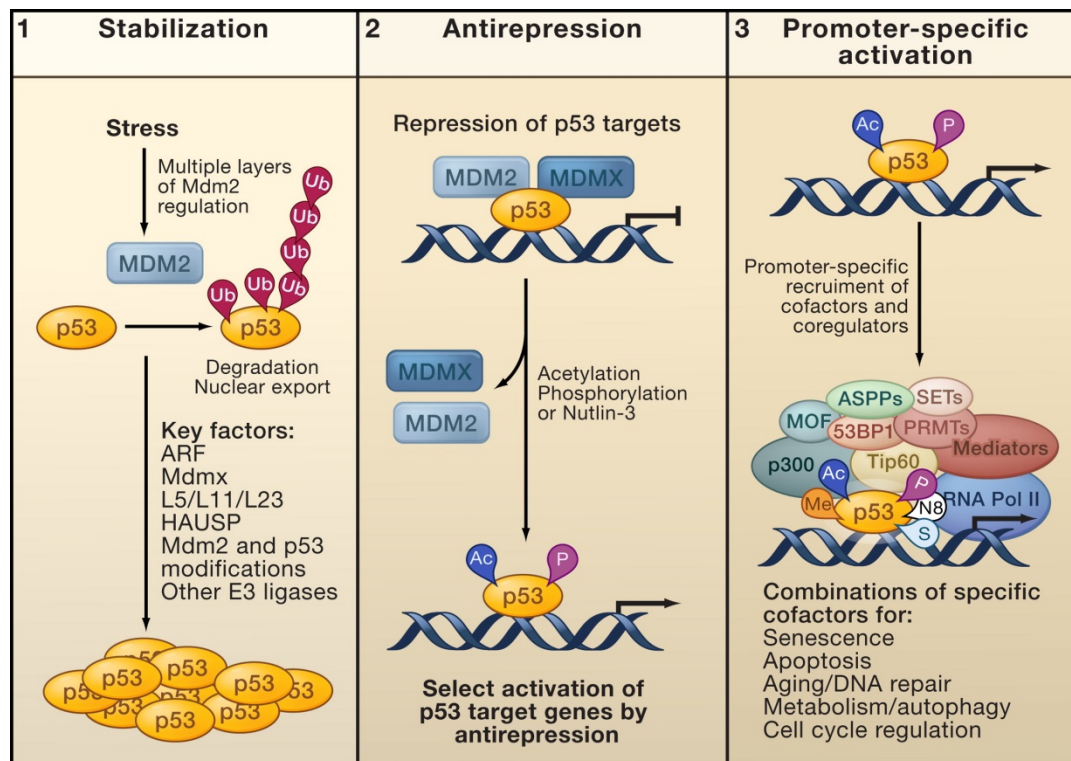 1 Stabilization
Stress
Multiple layers
of Mdm2
regulation
MDM2
Ub
Ub
Ub
Ub
Ub
Ub
p53
p53
Degradation
Nuclear export
Key factors:
ARF
Mdmx
L5/L11/L23
HAUSP
Mdm2 and p53
modifications
Other E3 ligases
p53
p53
p53
p53
p53
p53
p53
p53
p53
p53
2 Antirepression
Repression of p53 targets
MDM2
MDMX
p53
MDMX
MDM2
Acetylation
Phosphorylation
or Nutlin-3
Ac
P
p53
Select activation of
p53 target genes by
antirepression
3 Promoter-specific
activation
Ac
P
p53
Promoter-specific
recruitment of
cofactors and
coregulators
ASPPs
SETs
MOF
53BP1
PRMTs
Mediators
p300
Tip60
Ac
P
Me
p53
N8
RNA Pol II
S
Combinations of specific
cofactors for:
Senescence
Apoptosis
Aging/DNA repair
Metabolism/autophagy
Cell cycle regulation